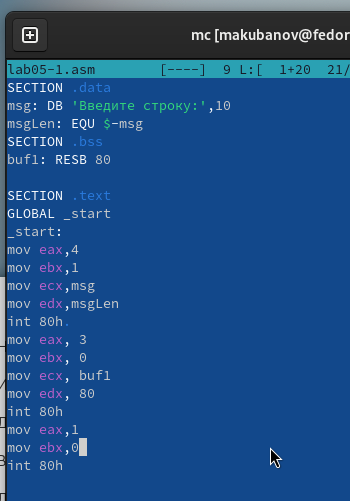 mc [makubanov@fedor
lab05-1.asm [----] 9 L:[ 1+20 21/
SECTION .data
msg: DB 'Введите строку:',10
msgLen: EQU $-msg
SECTION .bss
buf1: RESB 80
SECTION .text
GLOBAL _start
_start:
mov eax,4
mov ebx,1
mov ecx,msg
mov edx,msgLen
int 80h
mov eax, 3
mov ebx, 0
mov ecx, buf1
mov edx, 80
int 80h
mov eax,1
mov ebx,0
int 80h